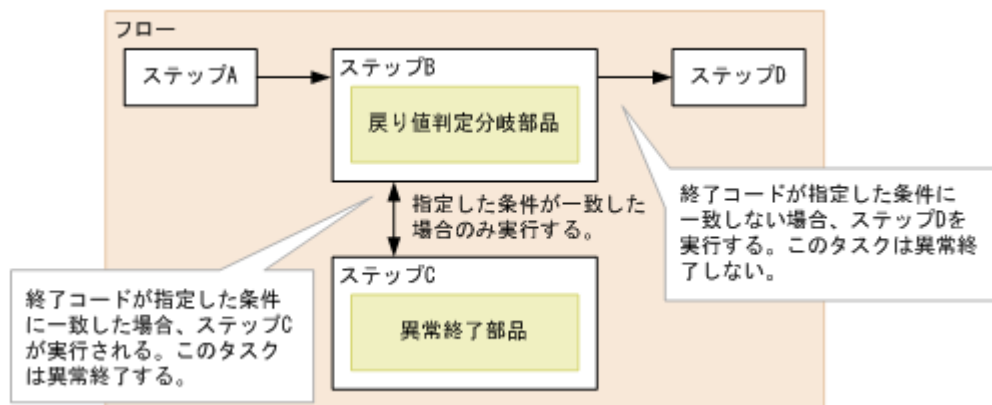 フロー
ステップA
ステップB
戻り値判定分岐部品
ステップD
指定した条件が一致した
場合のみ実行する。
終了コードが指定した条件に
一致しない場合、ステップDを
実行する。このタスクは異常終
了しない。
ステップC
異常終了部品
終了コードが指定した条件
に一致した場合、ステップC
が実行される。このタスク
は異常終了する。